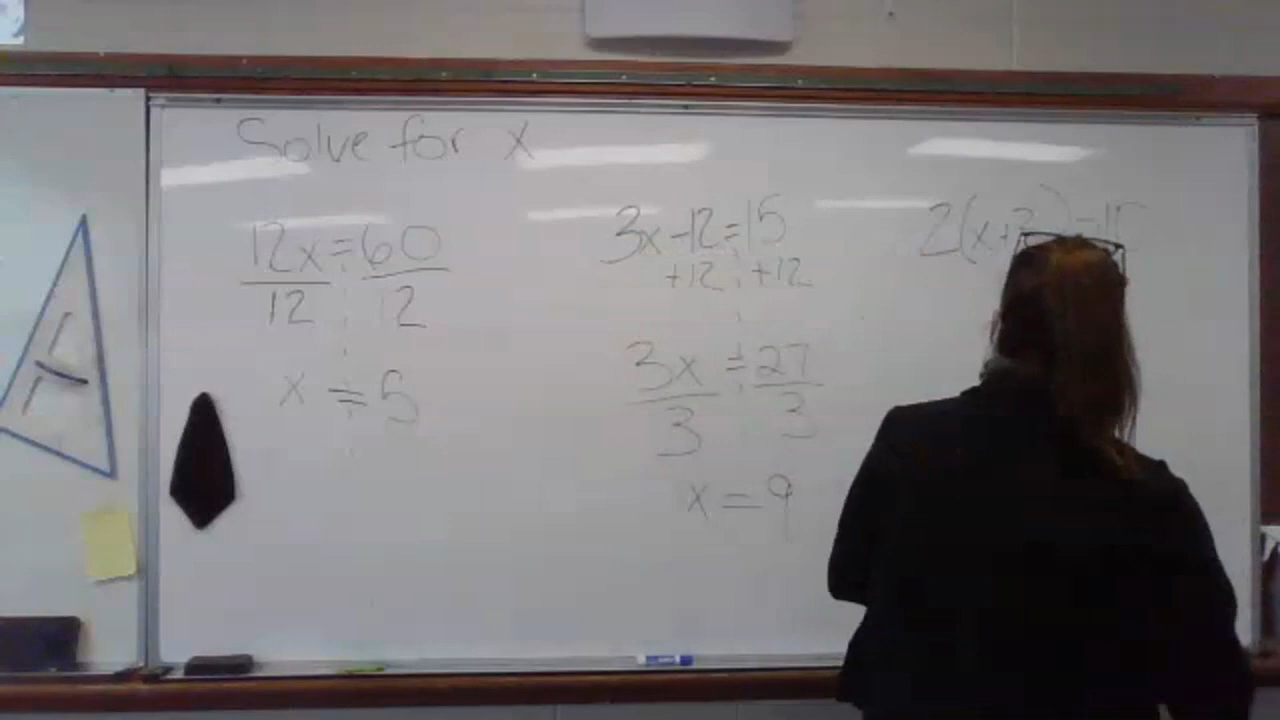 Solve for x
12x = 60
12 12
x = 5
3x - 12 = 15
+12 +12
3x = 27
3 3
x = 9
2(x+